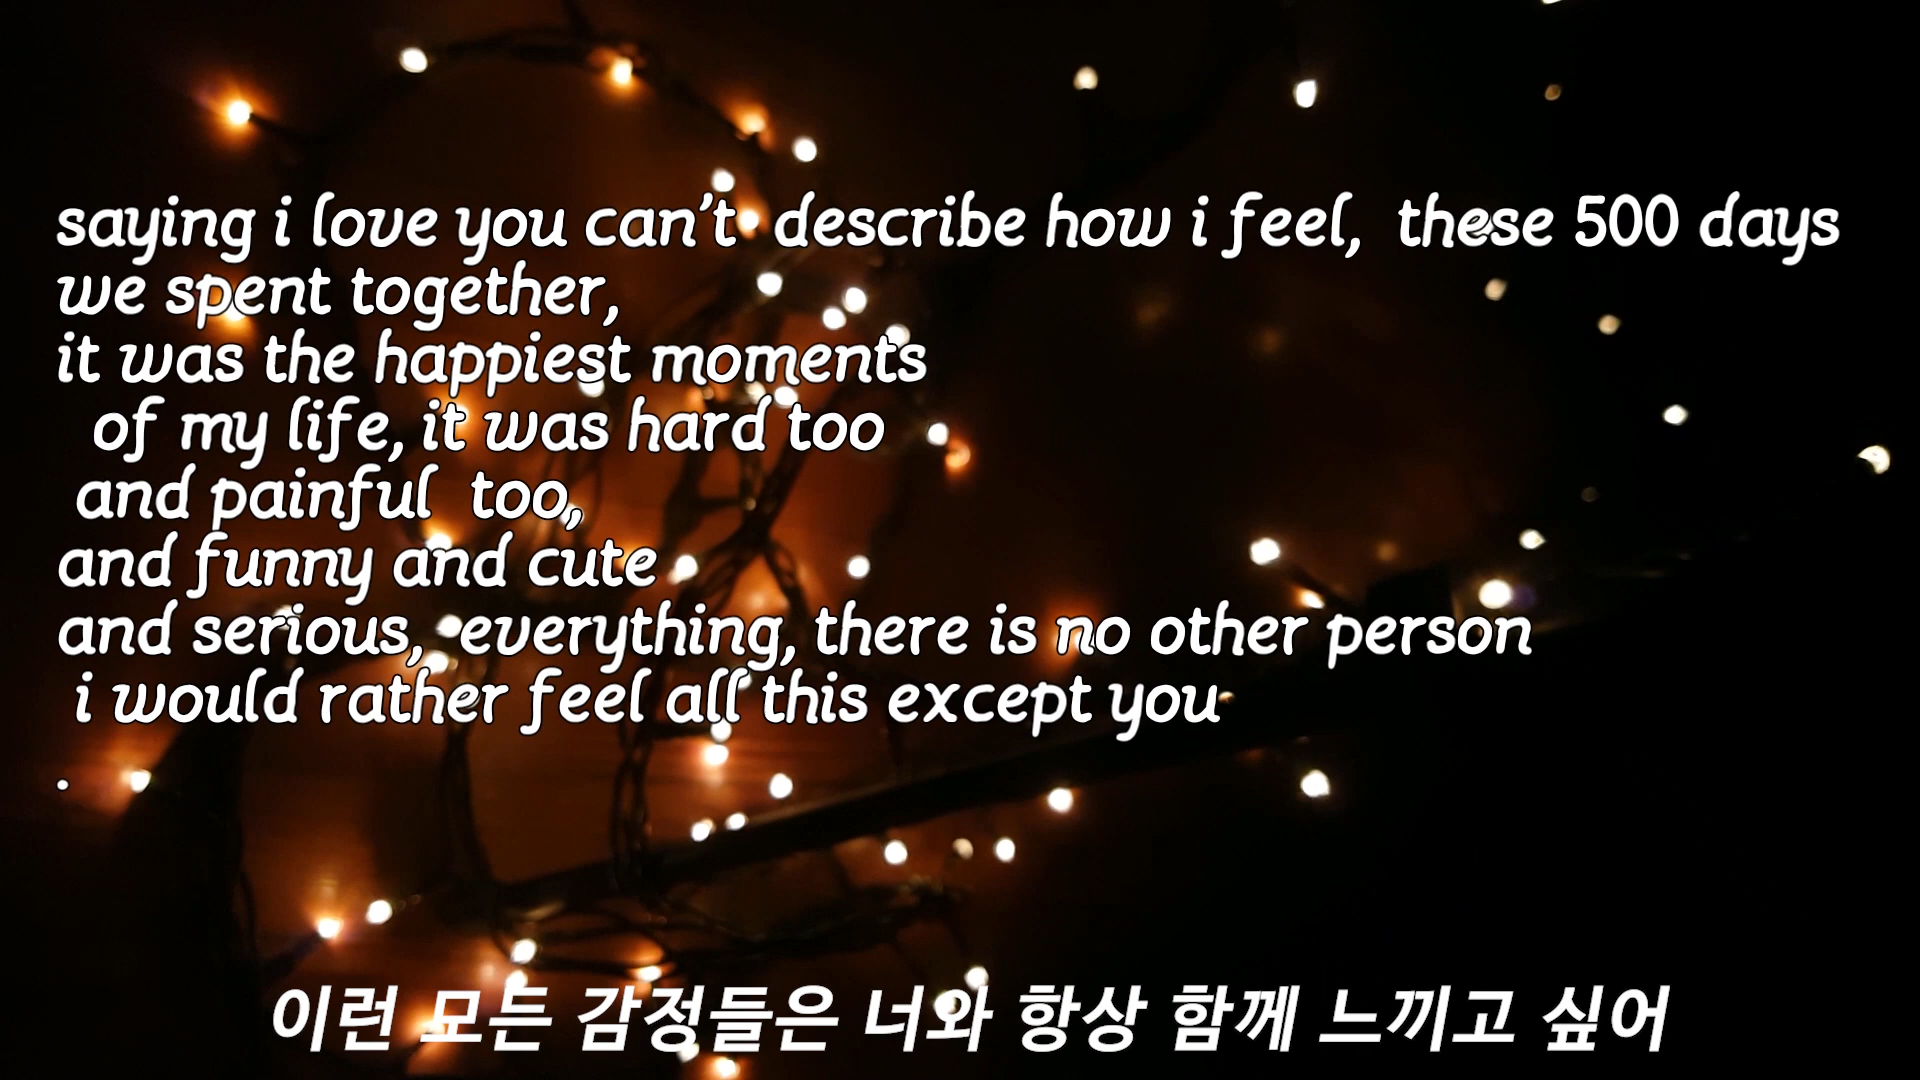 saying i love you can't describe how i feel, these 500 days
we spent together,
it was the happiest moments
of my life, it was hard too
and painful too,
and funny and cute
and serious, everything, there is no other person
i would rather feel all this except you
.
이런 모든 감정들은 너와 항상 함께 느끼고 싶어